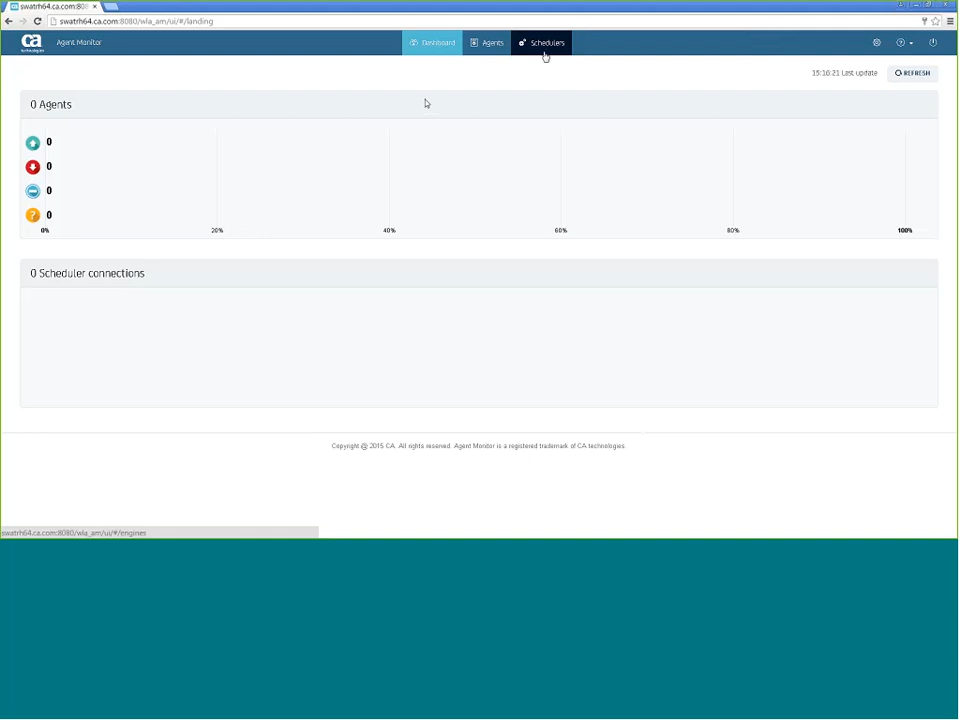 swatrh64.ca.com:808
swatrh64.ca.com:8080/wla_am/ui/#/landing
ca technologies Agent Monitor Dashboard Agents Schedulers
15:16:21 Last update REFRESH
0 Agents
0
0
0
0
0% 20% 40% 60% 80% 100%
0 Scheduler connections
Copyright @ 2015 CA. All rights reserved. Agent Monitor is a registered trademark of CA technologies.
swatrh64.ca.com:8080/wla_am/ui/#/engines